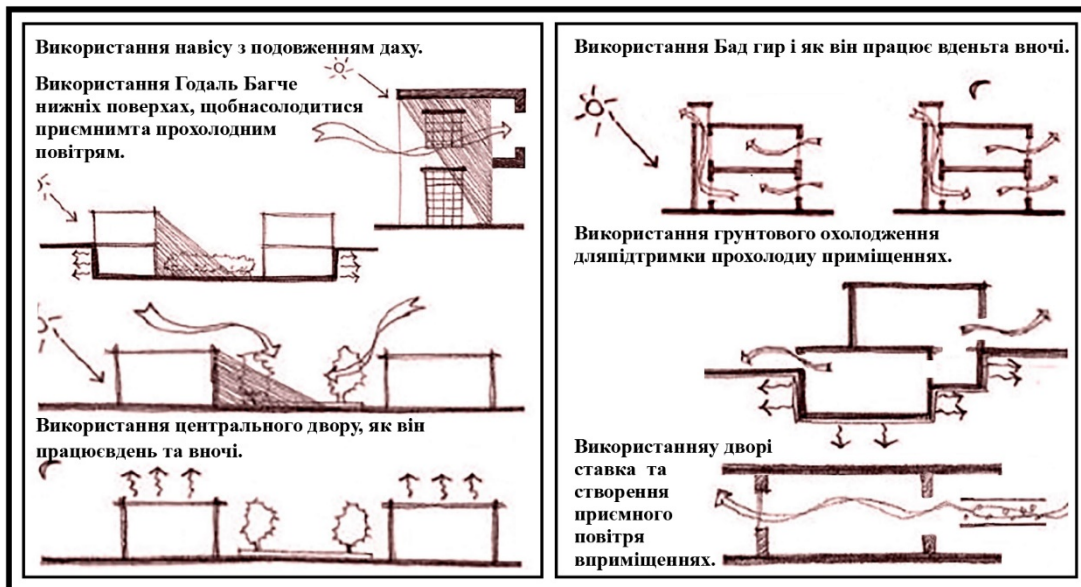 Використання навісу з подовженням даху.
Використання Годаль Багче
нижніх поверхах, щобнасолодитися
приємнимта прохолодним
повітрям.
Використання центрального двору, як він
працюєвдень та вночі.
Використання Бад гир і як він працює вденьта вночі.
Використання грунтового охолодження
дляпідтримки прохолодиу приміщеннях.
Використанняу дворі
ставка та
створення
приємного
повітря
вприміщеннях.